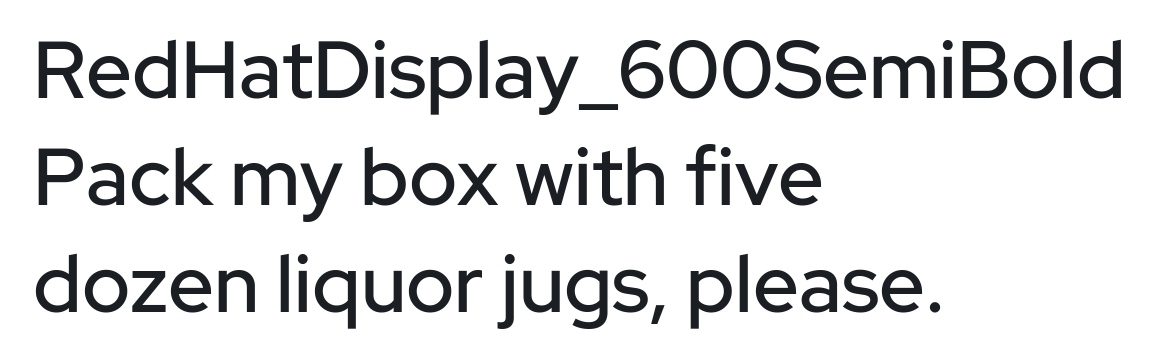 RedHatDisplay_600SemiBold
Pack my box with five
dozen liquor jugs, please.